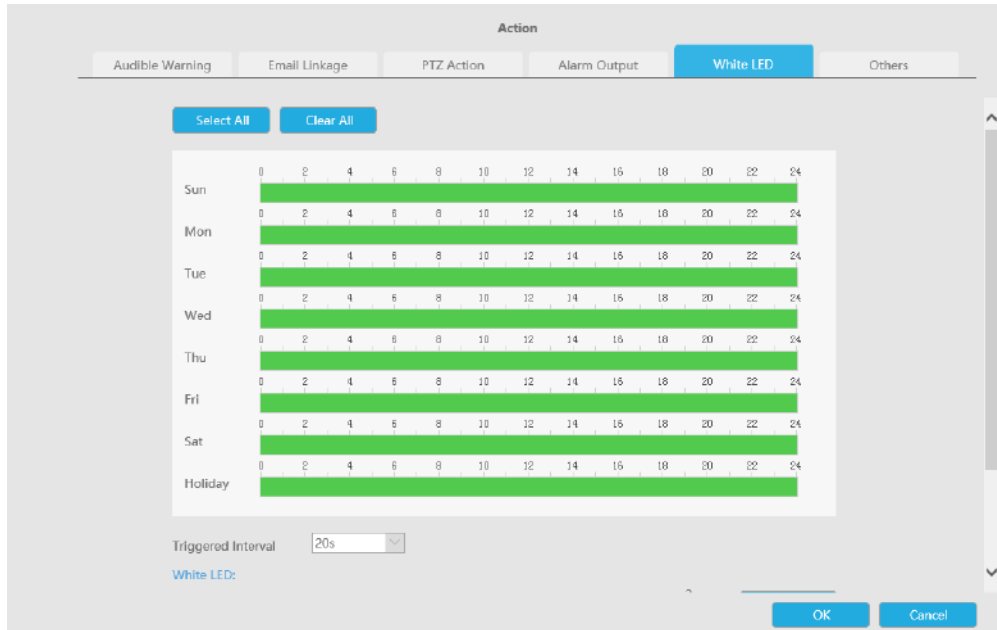 Action
Audible Warning Email Linkage PTZ Action Alarm Output White LED Others
Select All Clear All
0 2 4 6 8 10 12 14 16 18 20 22 24
Sun
0 2 4 6 8 10 12 14 16 18 20 22 24
Mon
0 2 4 6 8 10 12 14 16 18 20 22 24
Tue
0 2 4 6 8 10 12 14 16 18 20 22 24
Wed
0 2 4 6 8 10 12 14 16 18 20 22 24
Thu
0 2 4 6 8 10 12 14 16 18 20 22 24
Fri
0 2 4 6 8 10 12 14 16 18 20 22 24
Sat
0 2 4 6 8 10 12 14 16 18 20 22 24
Holiday
Triggered Interval 20s
White LED:
OK Cancel